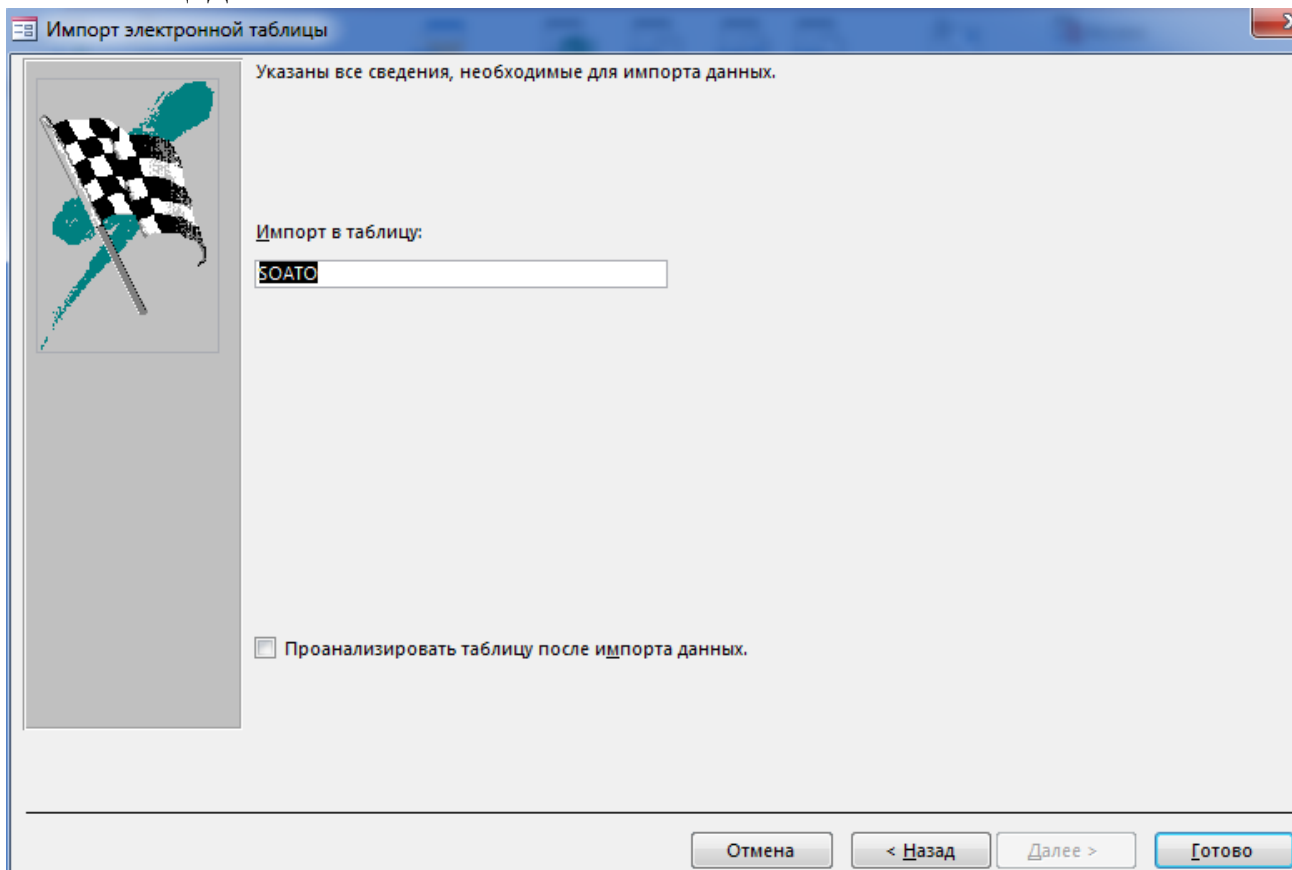 Импорт электронной таблицы
Указаны все сведения, необходимые для импорта данных.
Импорт в таблицу:
SOATO
Проанализировать таблицу после импорта данных.
Отмена
< Назад
Далее >
Готово